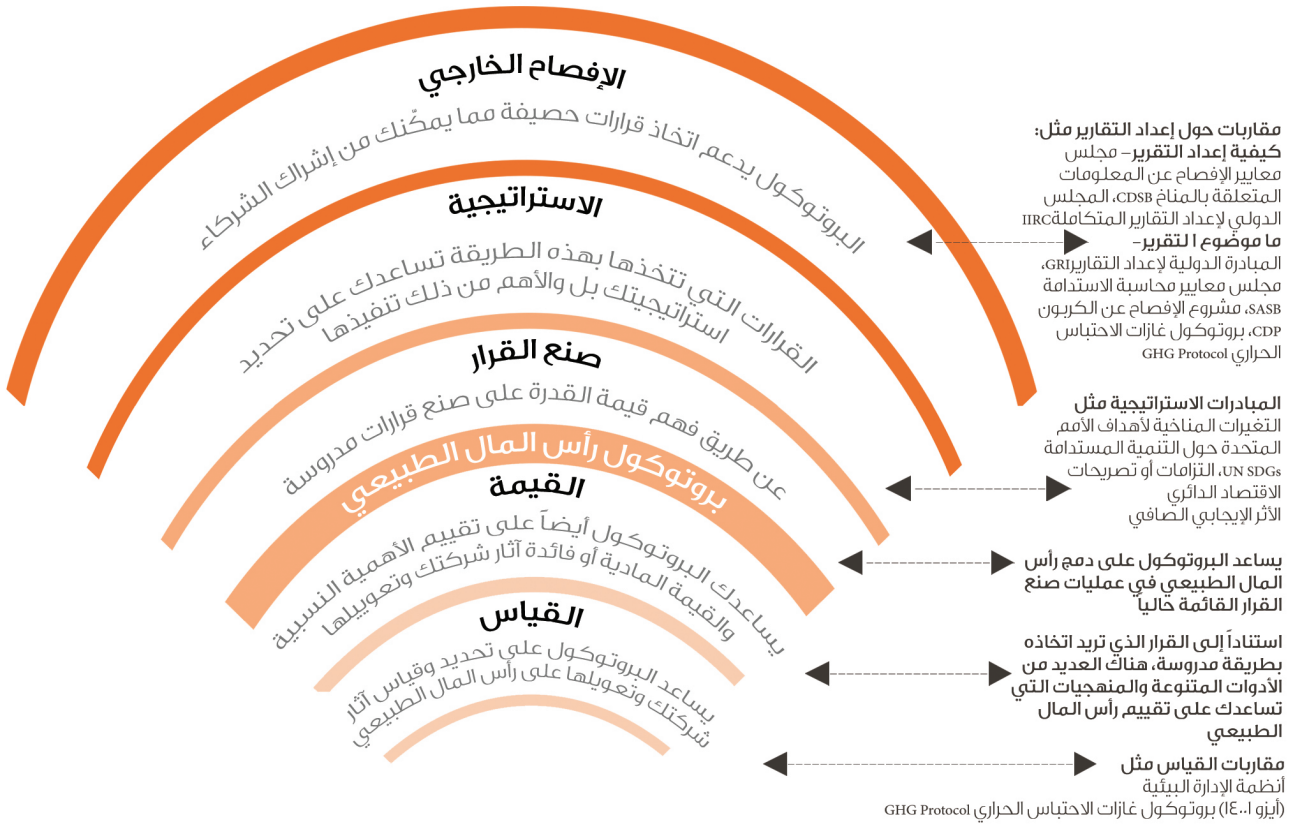 الإفصاح الخارجي
البروتوكول يدعم اتخاذ قرارات حصيفة مما يمكّنك من إشراك الشركاء
الاستراتيجية
القرارات التي تتخذها بهذه الطريقة تساعدك على تحديد
استراتيجيتك بل والأهم من ذلك تنفيذها
صنع القرار
عن طريق فهم قيمة القدرة على صنع قرارات مدروسة
بروتوكول رأس المال الطبيعي
القيمة
يساعدك البروتوكول أيضاً على تقييم الأهمية النسبية
والقيمة المادية أو فائدة آثار شركتك وتعوييلها
القياس
يساعد البروتوكول على تحديد وقياس آثار
شركتك وتعويلها على رأس المال الطبيعي
مقاربات حول إعداد التقارير مثل:
كيفية إعداد التقرير– مجلس
معايير الإفصاح عن المعلومات
المتعلقة بالمناخ CDSB، المجلس
الدولي لإعداد التقارير المتكاملةIIRC
ما موضوع ا لتقرير–
المبادرة الدولية لإعداد التقاريرGRI،
مجلس معايير محاسبة الاستدامة
SASB، مشروع الإفصاح عن الكربون
CDP، بروتوكول غازات الاحتباس
الحراري GHG Protocol
المبادرات الاستراتيجية مثل
التغيرات المناخية لأهداف الأمم
المتحدة حول التنمية المستدامة
UN SDGs، التزامات أو تصريحات
الاقتصاد الدائري
الأثر الإيجابي الصافي
يساعد البروتوكول على دمج رأس
المال الطبيعي في عمليات صنع
القرار القائمة حالياً
استناداً إلى القرار الذي تريد اتخاذه
بطريقة مدروسة، هناك العديد من
الأدوات المتنوعة والمنهجيات التي
تساعدك على تقييم رأس المال
الطبيعي
مقاربات القياس مثل
أنظمة الإدارة البيئية
(أيزو ١٤٠٠١) بروتوكول غازات الاحتباس الحراري GHG Protocol